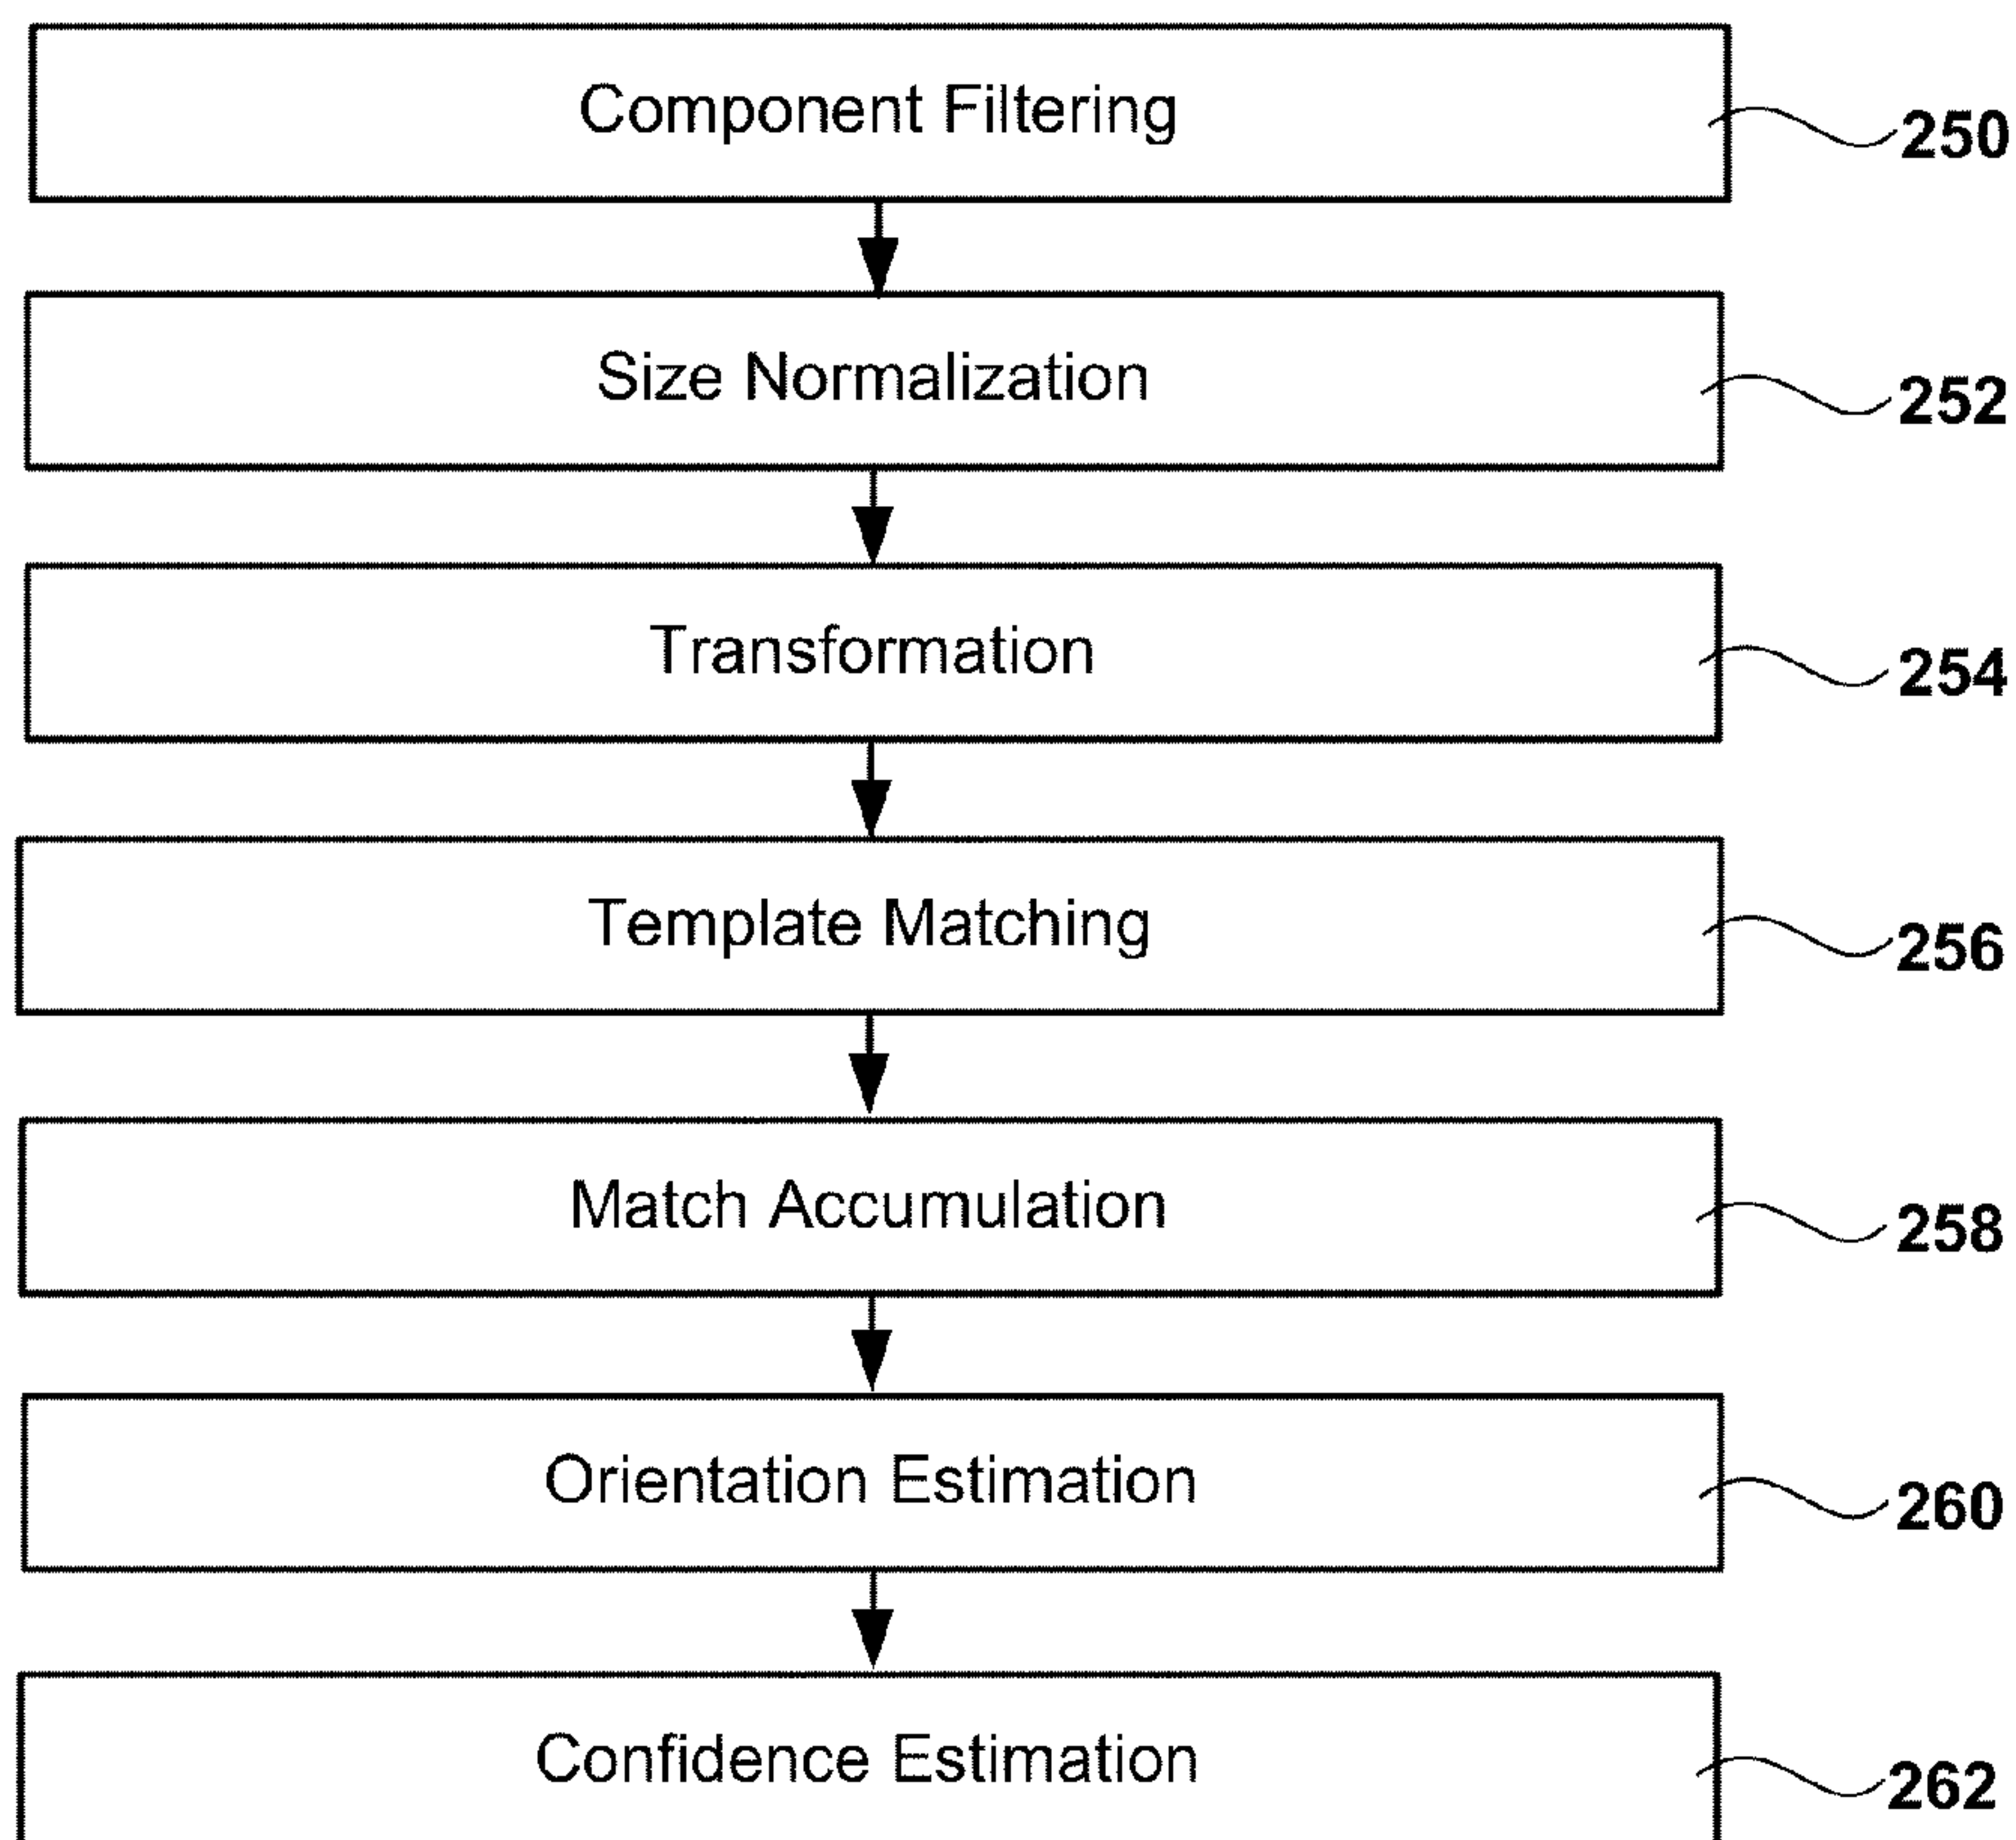 Component Filtering
250
Size Normalization
252
Transformation
254
Template Matching
256
Match Accumulation
258
Orientation Estimation
260
Confidence Estimation
262